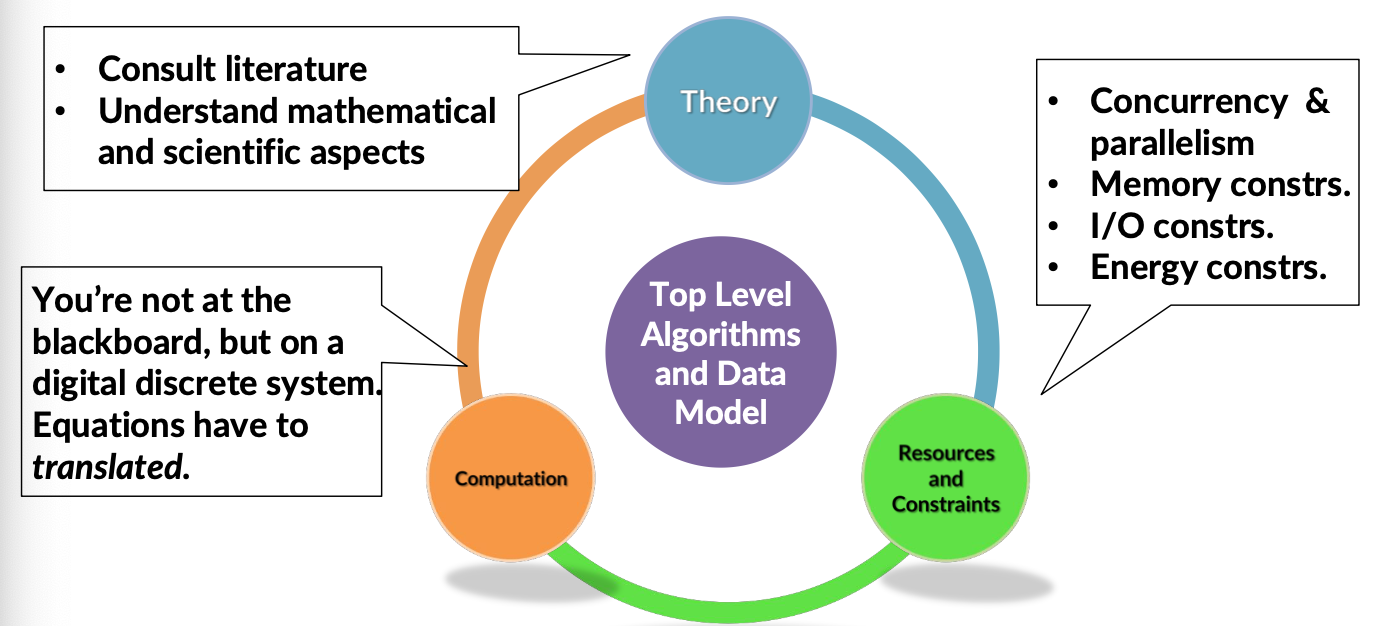 • Consult literature
• Understand mathematical
and scientific aspects
Theory
• Concurrency & 
parallelism
• Memory constrs.
• I/O constrs.
• Energy constrs.
You’re not at the
blackboard, but on a
digital discrete system.
Equations have to
translated.
Top Level
Algorithms
and Data
Model
Computation
Resources
and
Constraints